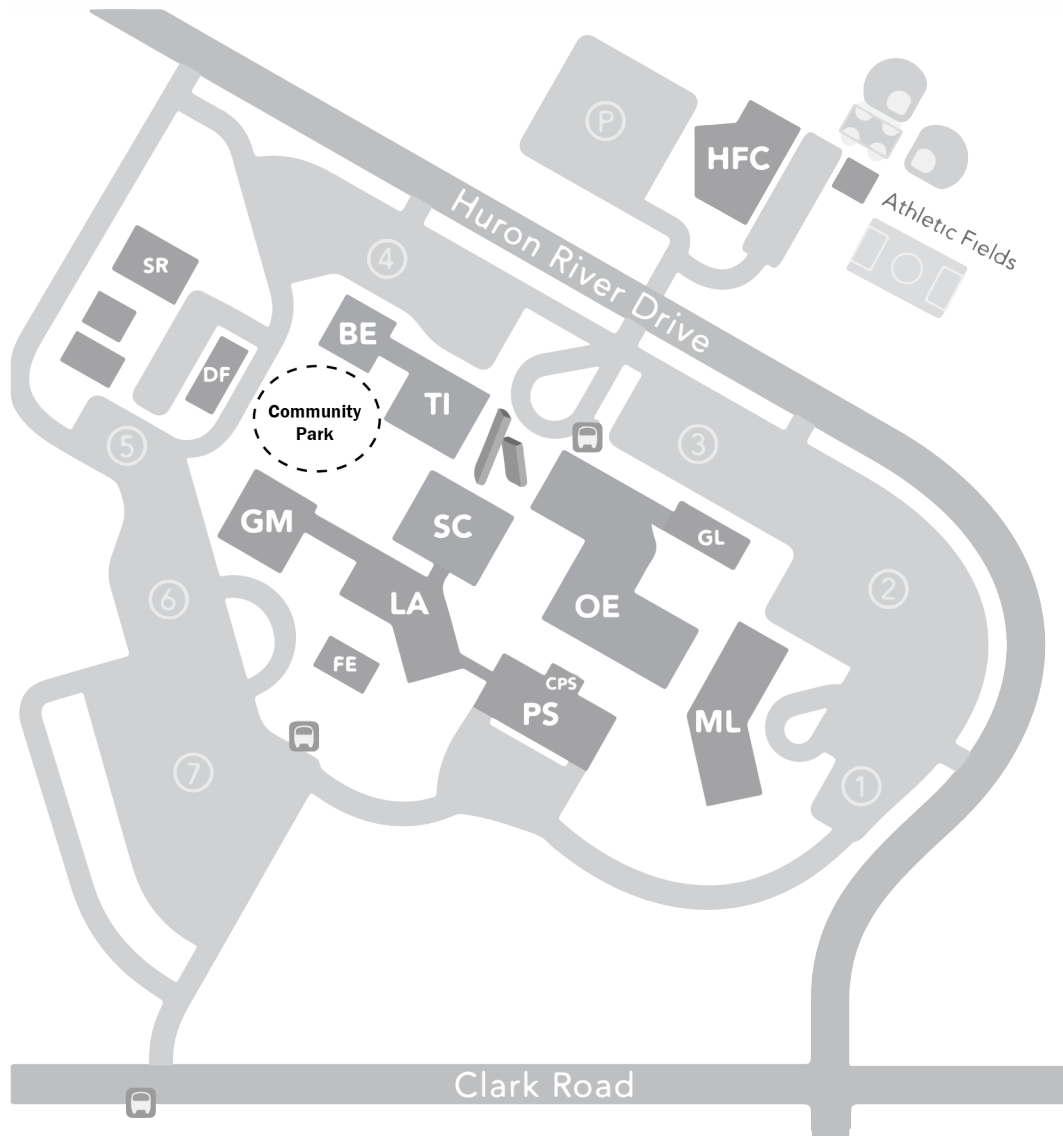 P
HFC
Athletic Fields
Huron River Drive
4
SR
BE
DF
TI
Community
Park
5
3
GM
SC
GL
6
LA
OE
2
FE
CPS
PS
ML
7
1
Clark Road